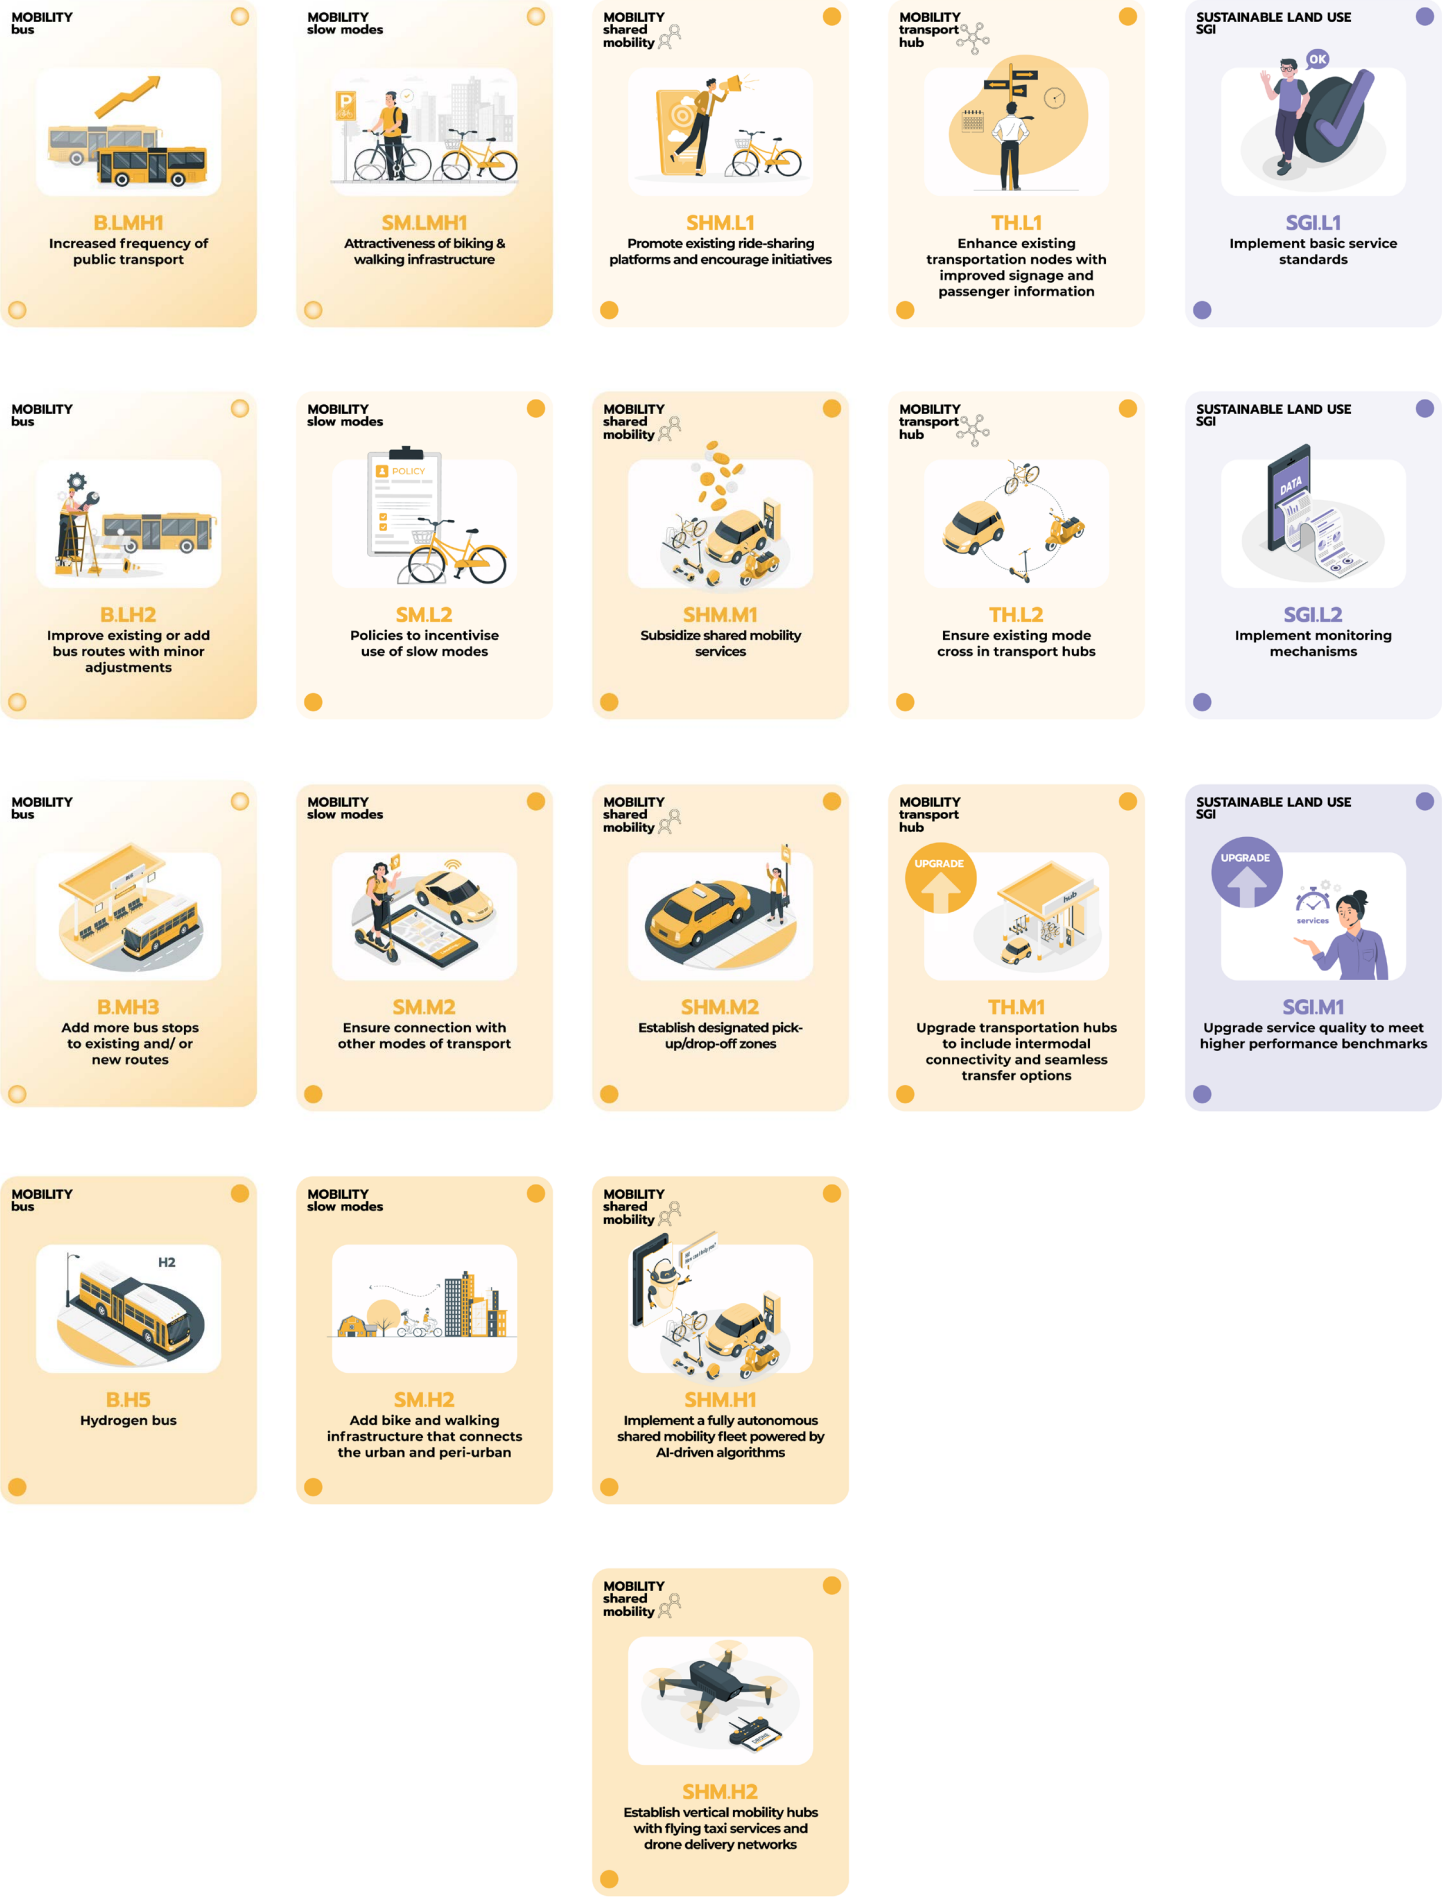 MOBILITY
bus
B.LMH1
Increased frequency of
public transport
MOBILITY
slow modes
P
SM.LMH1
Attractiveness of biking &
walking infrastructure
MOBILITY
shared
mobility
SHM.L1
Promote existing ride-sharing
platforms and encourage initiatives
MOBILITY
transport
hub
TH.L1
Enhance existing
transportation nodes with
improved signage and
passenger information
SUSTAINABLE LAND USE
SGI
OK
SGI.L1
Implement basic service
standards
MOBILITY
bus
B.LH2
Improve existing or add
bus routes with minor
adjustments
MOBILITY
slow modes
POLICY
SM.L2
Policies to incentivise
use of slow modes
MOBILITY
shared
mobility
SHM.M1
Subsidize shared mobility
services
MOBILITY
transport
hub
TH.L2
Ensure existing mode
cross in transport hubs
SUSTAINABLE LAND USE
SGI
DATA
SGI.L2
Implement monitoring
mechanisms
MOBILITY
bus
B.MH3
Add more bus stops
to existing and/ or
new routes
MOBILITY
slow modes
SM.M2
Ensure connection with
other modes of transport
MOBILITY
shared
mobility
SHM.M2
Establish designated pick-
up/drop-off zones
MOBILITY
transport
hub
UPGRADE
hub
TH.M1
Upgrade transportation hubs
to include intermodal
connectivity and seamless
transfer options
SUSTAINABLE LAND USE
SGI
UPGRADE
services
SGI.M1
Upgrade service quality to meet
higher performance benchmarks
MOBILITY
bus
H2
B.H5
Hydrogen bus
MOBILITY
slow modes
SM.H2
Add bike and walking
infrastructure that connects
the urban and peri-urban
MOBILITY
shared
mobility
SHM.H1
Implement a fully autonomous
shared mobility fleet powered by
AI-driven algorithms
MOBILITY
shared
mobility
DRONE
SHM.H2
Establish vertical mobility hubs
with flying taxi services and
drone delivery networks